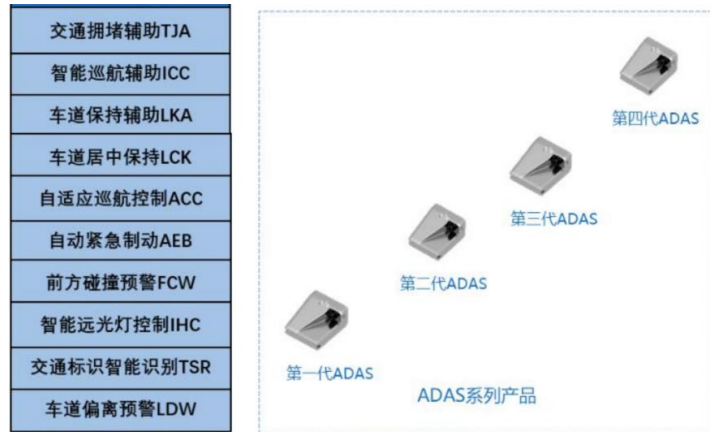 交通拥堵辅助TJA
智能巡航辅助ICC
车道保持辅助LKA
车道居中保持LCK
自适应巡航控制ACC
自动紧急制动AEB
前方碰撞预警FCW
智能远光灯控制IHC
交通标识智能识别TSR
车道偏离预警LDW
第四代ADAS
第三代ADAS
第二代ADAS
第一代ADAS
ADAS系列产品